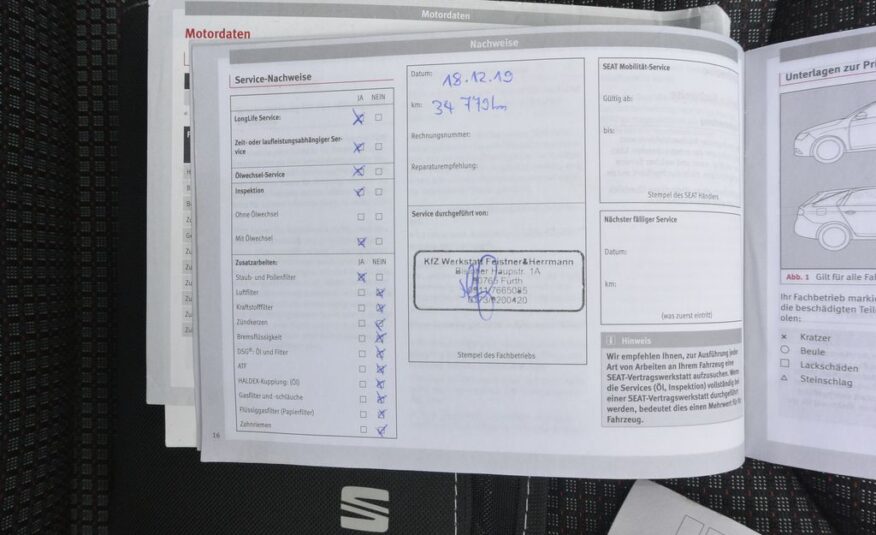 Motordaten
Motordaten
Nachweise
Service-Nachweise
JA NEIN
LongLife Service:
Zeit- oder laufleistungsabhängiger Ser-
vice
Ölwechsel-Service
Inspektion
Ohne Ölwechsel
Mit Ölwechsel
Zusatzarbeiten: JA NEIN
Staub- und Pollenfilter
Luftfilter
Kraftstofffilter
Zündkerzen
Bremsflüssigkeit
DSG®: Öl und Filter
ATF
HALDEX-Kupplung: (Öl)
Gasfilter und -schläuche
Flüssiggasfilter (Papierfilter)
Zahnriemen
16
Datum: 18.12.19
km: 34 779km
Rechnungsnummer:
Reparaturempfehlung:
Service durchgeführt von:
KfZ Werkstatt Feistner&Herrmann
Haupstr. 1A
Fürth
Stempel des Fachbetriebs
SEAT Mobilität-Service
Gültig ab:
bis:
Stempel des SEAT Händlers
Nächster fälliger Service
Datum:
km:
(was zuerst eintritt)
i Hinweis
Wir empfehlen Ihnen, zur Ausführung jeder
Art von Arbeiten an Ihrem Fahrzeug eine
SEAT-Vertragswerkstatt aufzusuchen. Wenn
die Services (Öl, Inspektion) vollständig bei
einer SEAT-Vertragswerkstatt durchgeführt
werden, bedeutet dies einen Mehrwert für Ihr
Fahrzeug.
Unterlagen zur
Abb. 1 Gilt für alle
Ihr Fachbetrieb
die beschädigten
olen:
Kratzer
Beule
Lackschäden
Steinschlag